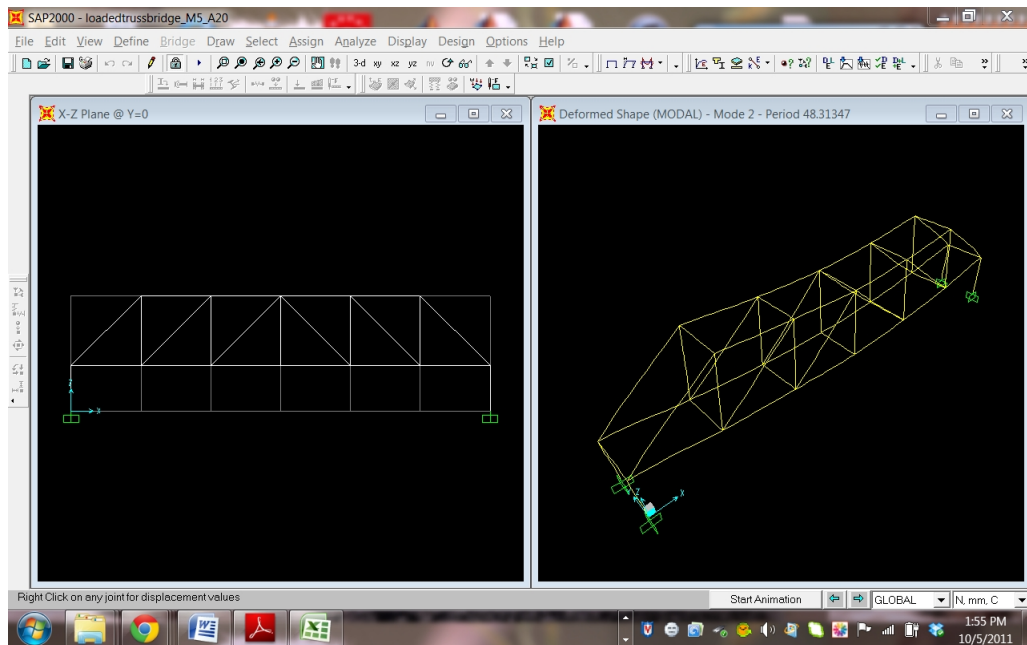 SAP2000 - loadedtrussbridge_M5_A20
File Edit View Define Bridge Draw Select Assign Analyze Display Design Options Help
3-d xy xz yz nv
X-Z Plane @ Y=0
Deformed Shape (MODAL) - Mode 2 - Period 48.31347
Z
X
Z
X
Right Click on any joint for displacement values
Start Animation
GLOBAL
N, mm, C
1:55 PM
10/5/2011